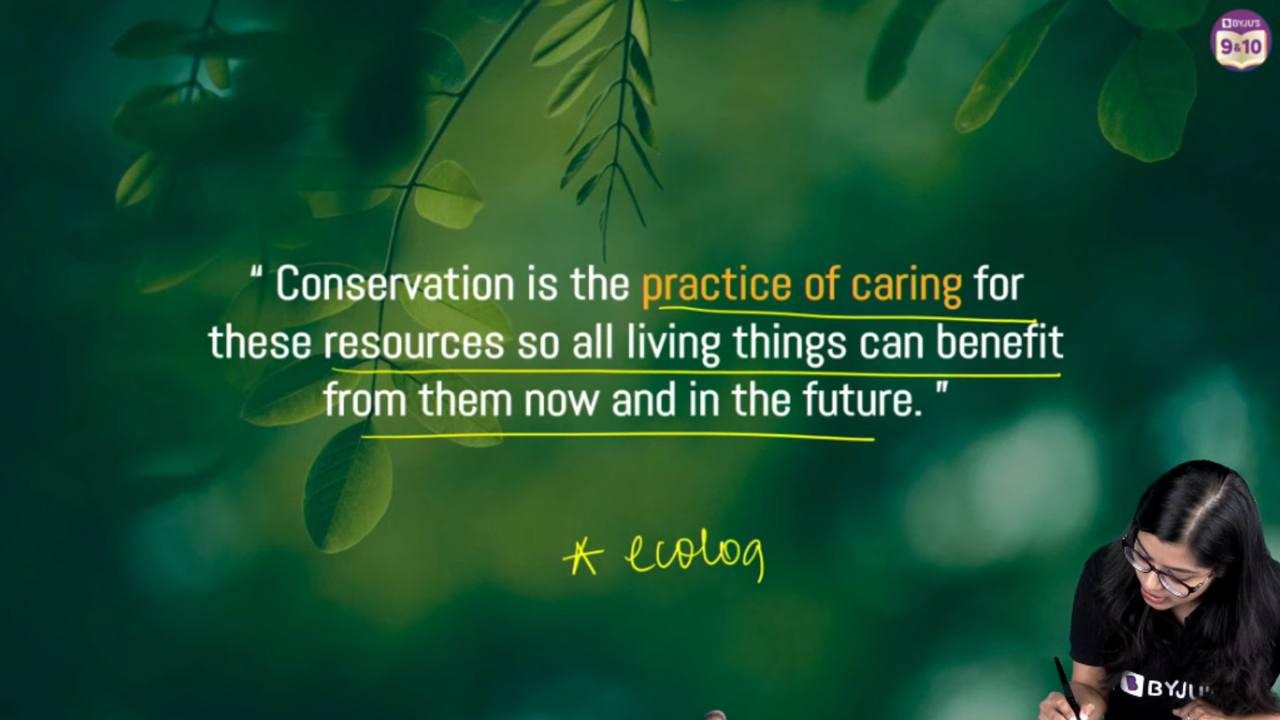 BYJU'S
9&10
“ Conservation is the practice of caring for
these resources so all living things can benefit
from them now and in the future. ”
* ecolog
BYJU